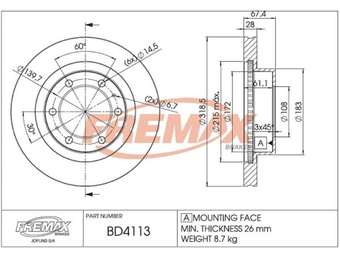 67,4
28
60°
(6x) Ø 14,5
Ø 139,7
(2x) Ø 6,7
30°
Ø 318,5
Ø 215 max.
Ø 172
61,1
Ø 108
Ø 183
3x45°
A
FREMAX
FREMAX
JOYFUND S/A
PART NUMBER
BD4113
A MOUNTING FACE
MIN. THICKNESS 26 mm
WEIGHT 8.7 kg